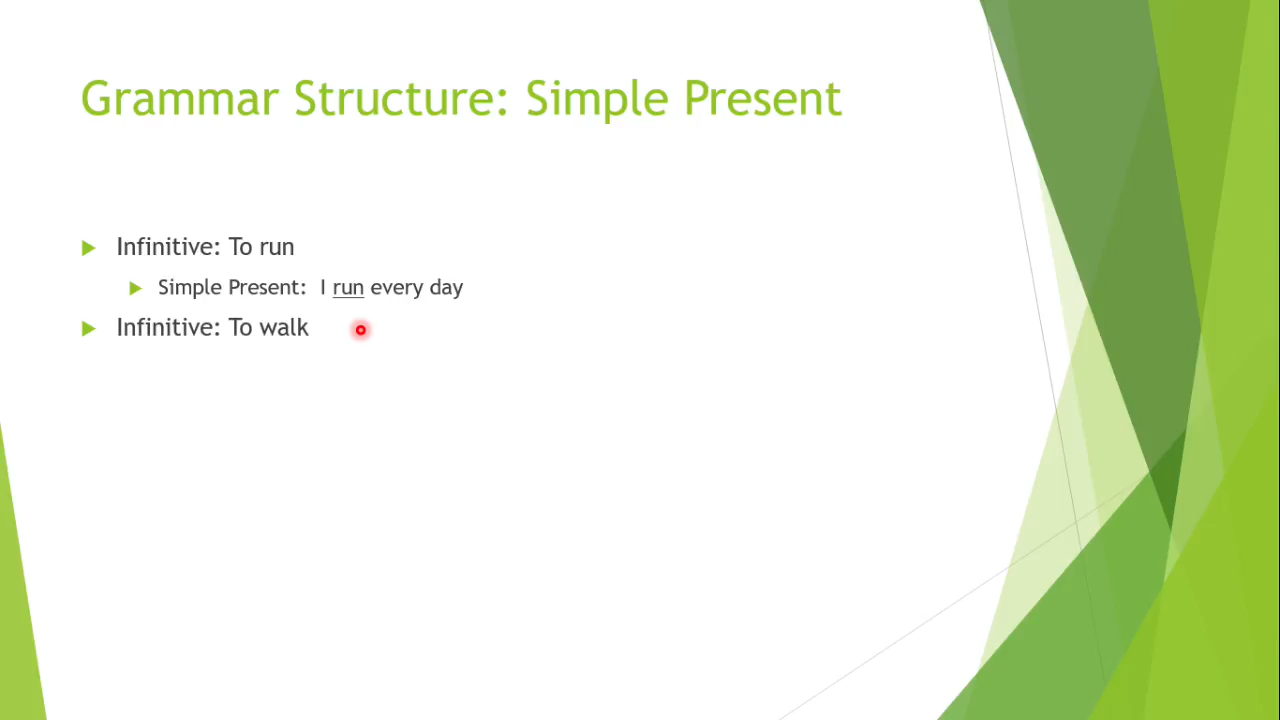 Grammar Structure: Simple Present
Infinitive: To run
Simple Present: I run every day
Infinitive: To walk